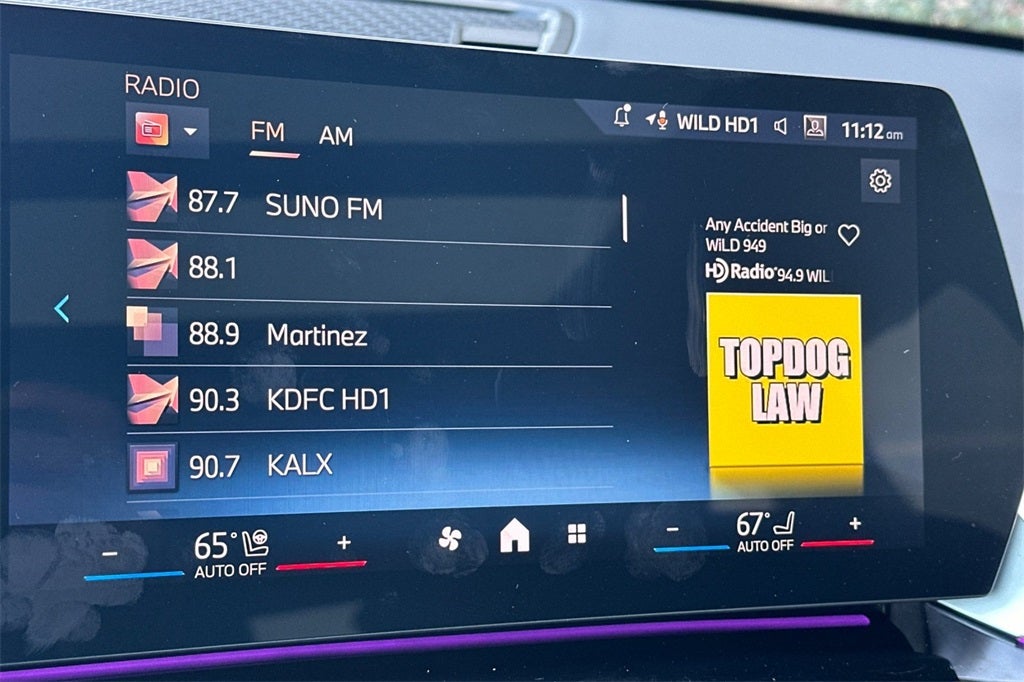 RADIO
FM AM
WILD HD1 11:12 am
87.7 SUNO FM
88.1
88.9 Martinez
90.3 KDFC HD1
90.7 KALX
Any Accident Big or
WiLD 949
HD Radio 94.9 WIL
TOPDOG
LAW
− 65° +
AUTO OFF
− 67° +
AUTO OFF